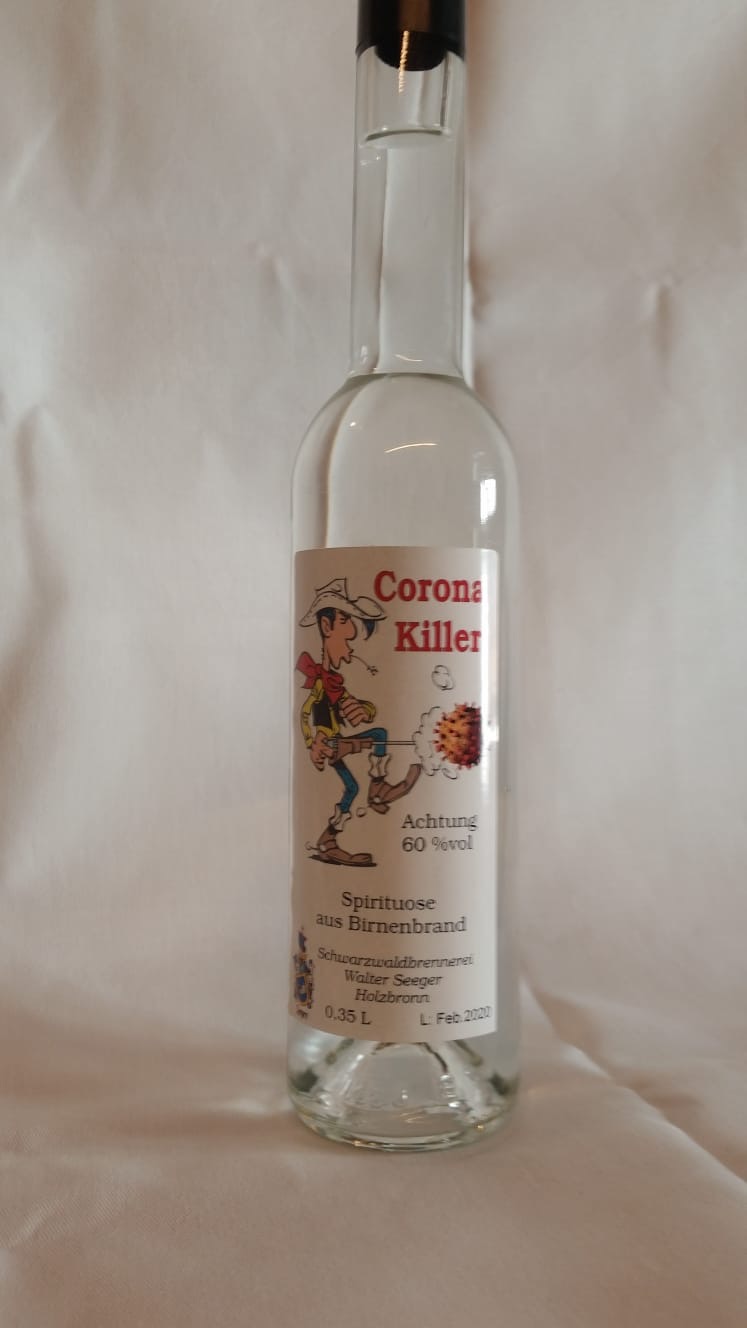 Corona
Killer
Achtung
60 %vol
Spirituose
aus Birnenbrand
Schwarzwaldbrennerei
Walter Seeger
Holzbronn
0,35 L
L: Feb.2020